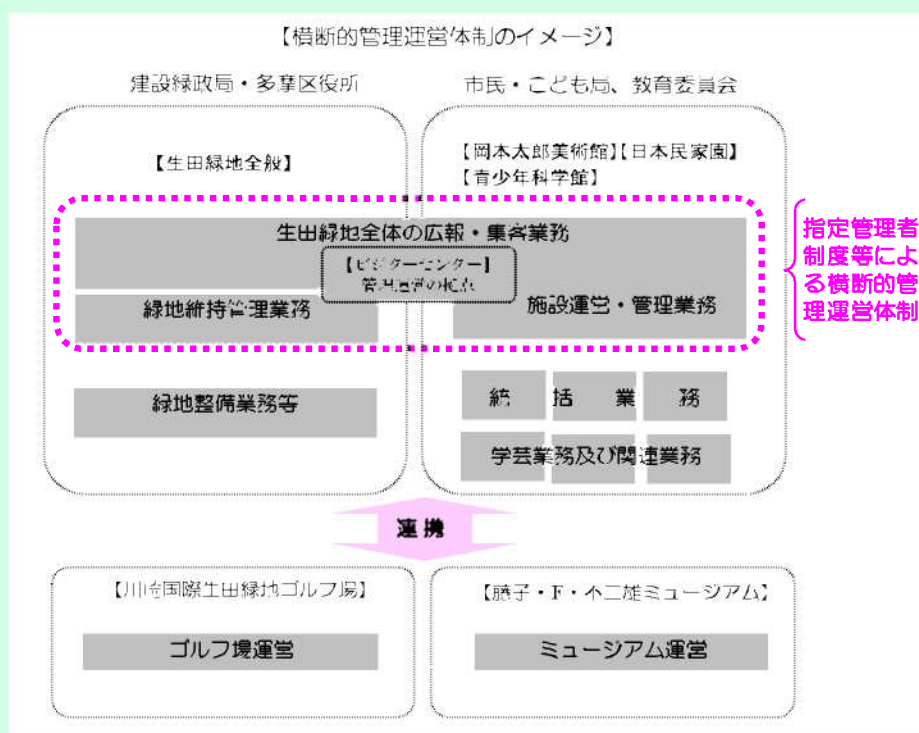 【横断的管理運営体制のイメージ】
建設緑政局・多摩区役所
市民・こども局、教育委員会
【生田緑地全般】
【岡本太郎美術館】【日本民家園】
【青少年科学館】
生田緑地全体の広報・集客業務
【ビジターセンター】
管理運営の拠点
緑地維持管理業務
施設運営・管理業務
指定管理者
制度等によ
る横断的管
理運営体制
緑地整備業務等
統括業務
学芸業務及び関連業務
連携
【川崎国際生田緑地ゴルフ場】
【藤子・F・不二雄ミュージアム】
ゴルフ場運営
ミュージアム運営